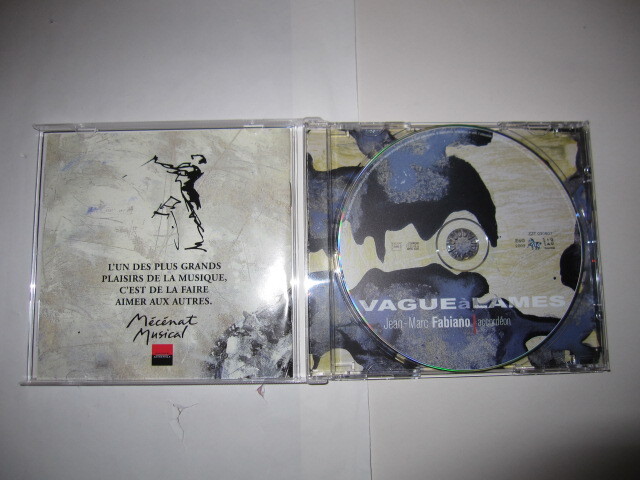 L'UN DES PLUS GRANDS
PLAISIRS DE LA MUSIQUE,
C'EST DE LA FAIRE
AIMER AUX AUTRES.
Mécénat
Musical
VAGUE à LAMES
Jean-Marc Fabiano accordéon